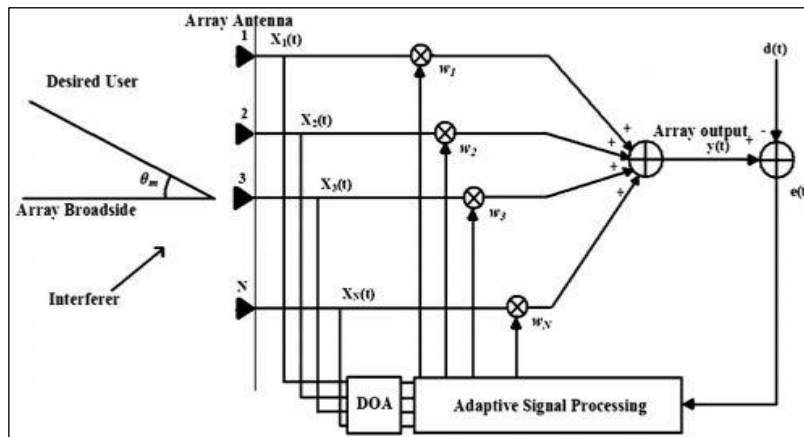 Array Antenna
1
X1(t)
w1
d(t)
Desired User
2
X2(t)
w2
+
+
+
+
Array output
y(t)
+
-
θm
3
X3(t)
w3
e(t
Array Broadside
Interferer
N
XN(t)
wN
DOA
Adaptive Signal Processing